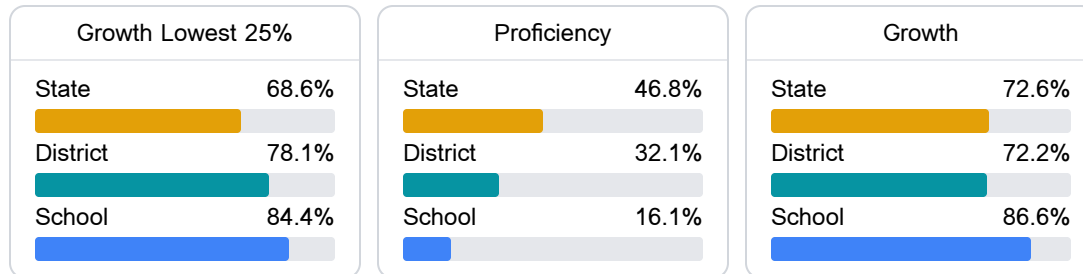 Growth Lowest 25%
State 68.6%
District 78.1%
School 84.4%
Proficiency
State 46.8%
District 32.1%
School 16.1%
Growth
State 72.6%
District 72.2%
School 86.6%